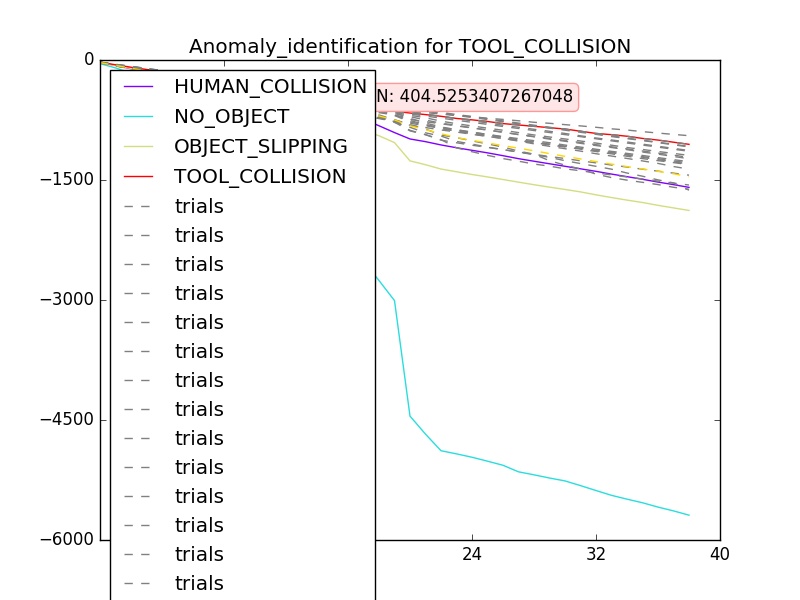 Anomaly_identification for TOOL_COLLISION
0
−1500
−3000
−4500
−6000
N: 404.5253407267048
HUMAN_COLLISION
NO_OBJECT
OBJECT_SLIPPING
TOOL_COLLISION
trials
trials
trials
trials
trials
trials
trials
trials
trials
trials
trials
trials
trials
trials
24
32
40